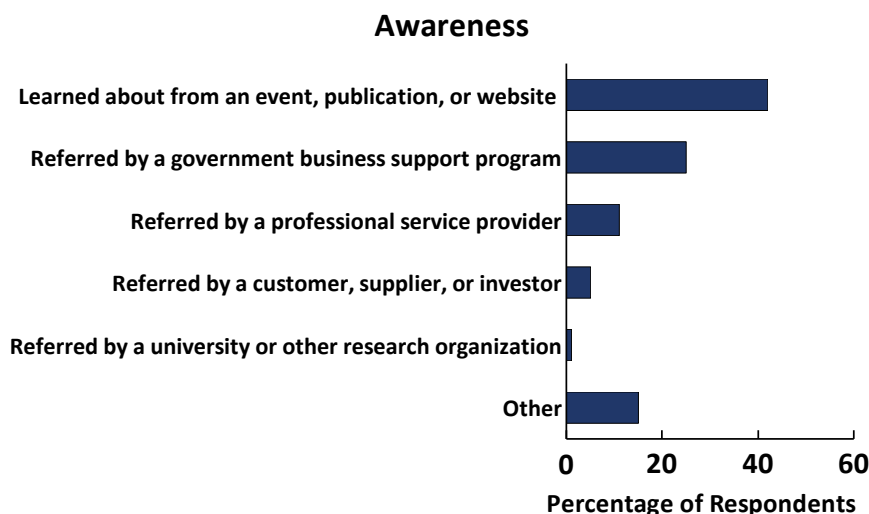 Awareness
Learned about from an event, publication, or website
Referred by a government business support program
Referred by a professional service provider
Referred by a customer, supplier, or investor
Referred by a university or other research organization
Other
0 20 40 60
Percentage of Respondents